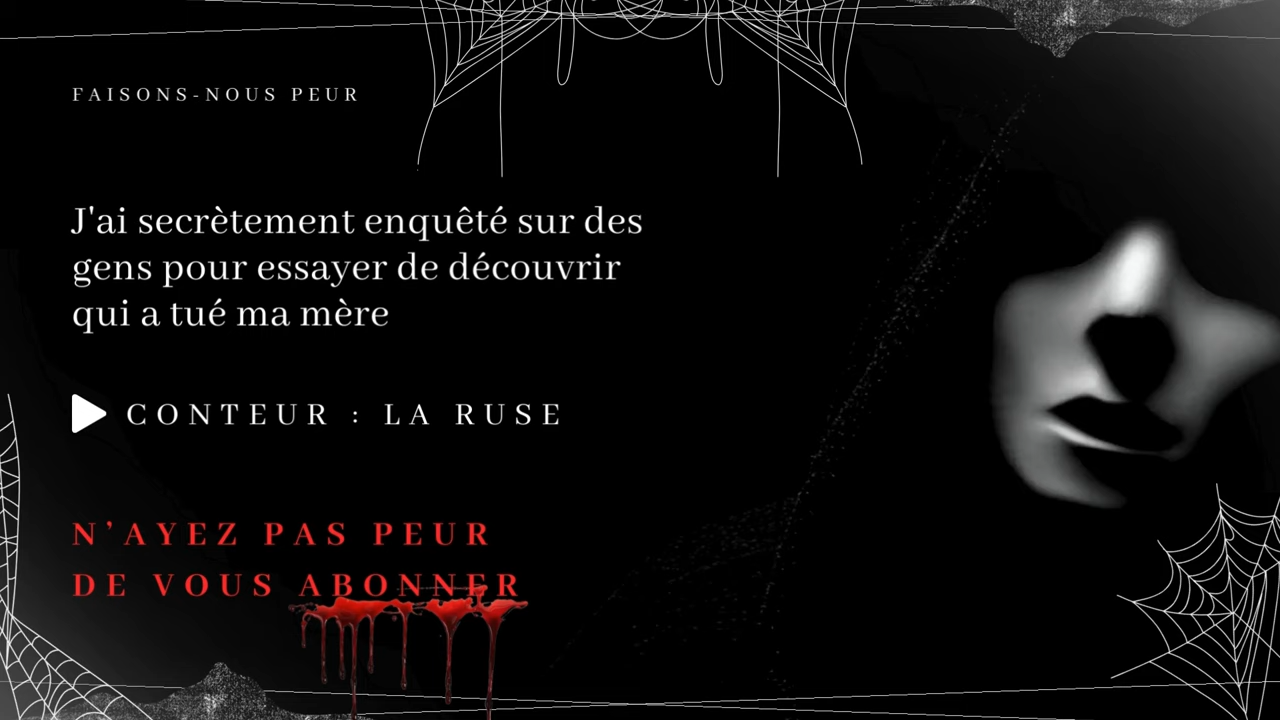 FAISONS-NOUS PEUR
J'ai secrètement enquêté sur des
gens pour essayer de découvrir
qui a tué ma mère
CONTEUR : LA RUSE
N’AYEZ PAS PEUR
DE VOUS ABONNER